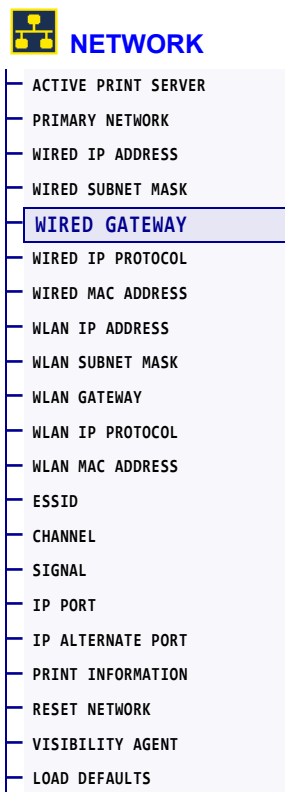 NETWORK
ACTIVE PRINT SERVER
PRIMARY NETWORK
WIRED IP ADDRESS
WIRED SUBNET MASK
WIRED GATEWAY
WIRED IP PROTOCOL
WIRED MAC ADDRESS
WLAN IP ADDRESS
WLAN SUBNET MASK
WLAN GATEWAY
WLAN IP PROTOCOL
WLAN MAC ADDRESS
ESSID
CHANNEL
SIGNAL
IP PORT
IP ALTERNATE PORT
PRINT INFORMATION
RESET NETWORK
VISIBILITY AGENT
LOAD DEFAULTS